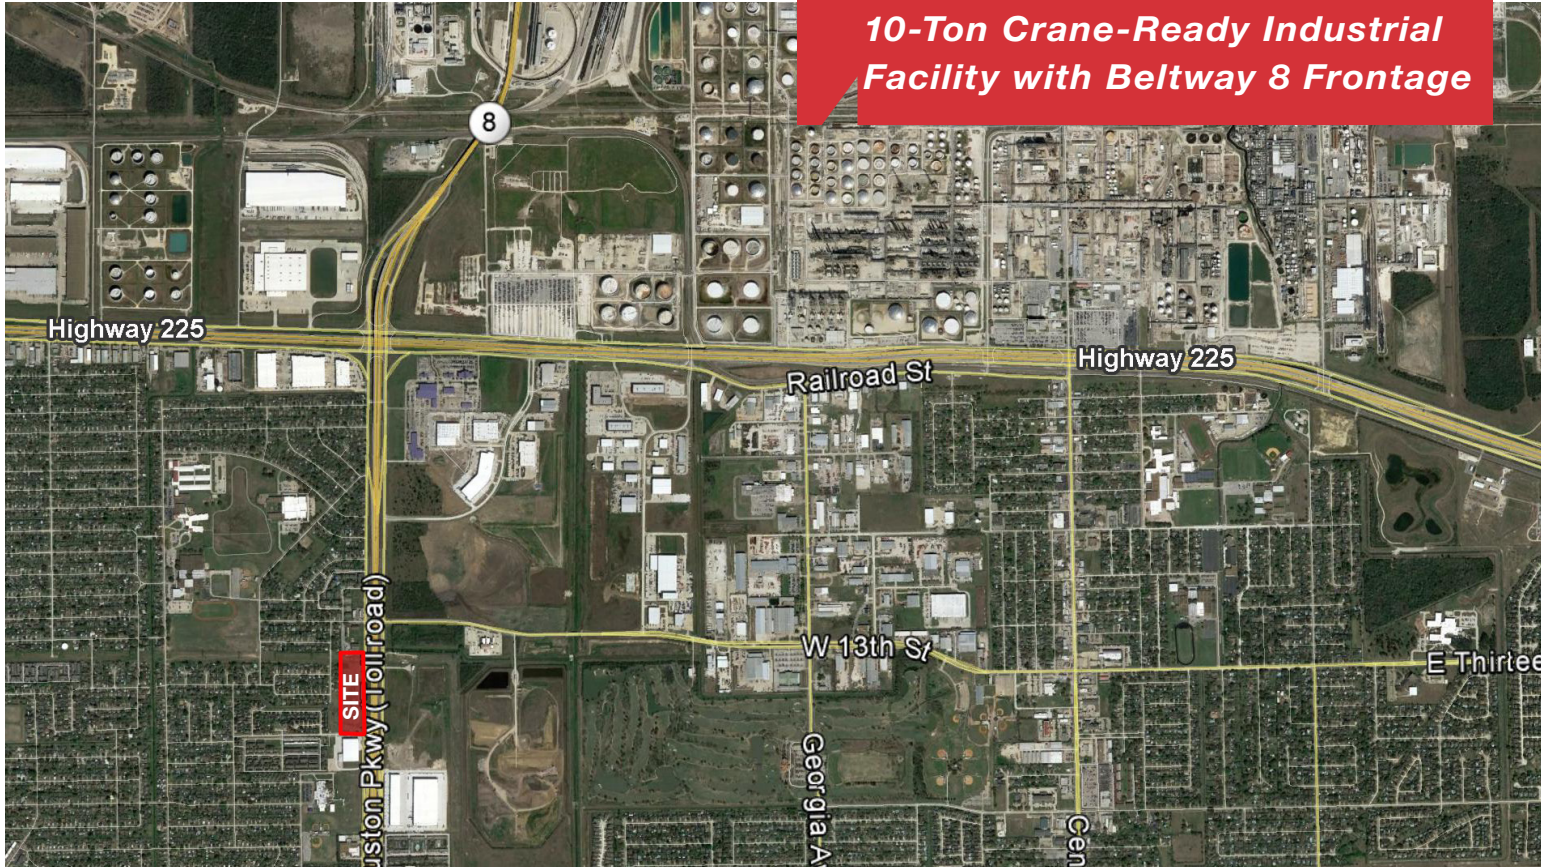 10-Ton Crane-Ready Industrial
Facility with Beltway 8 Frontage
8
Highway 225
Highway 225
Railroad St
W 13th St
E Thirtee
SITE
uston Pkwy (Toll road)
Georgia A
Cen